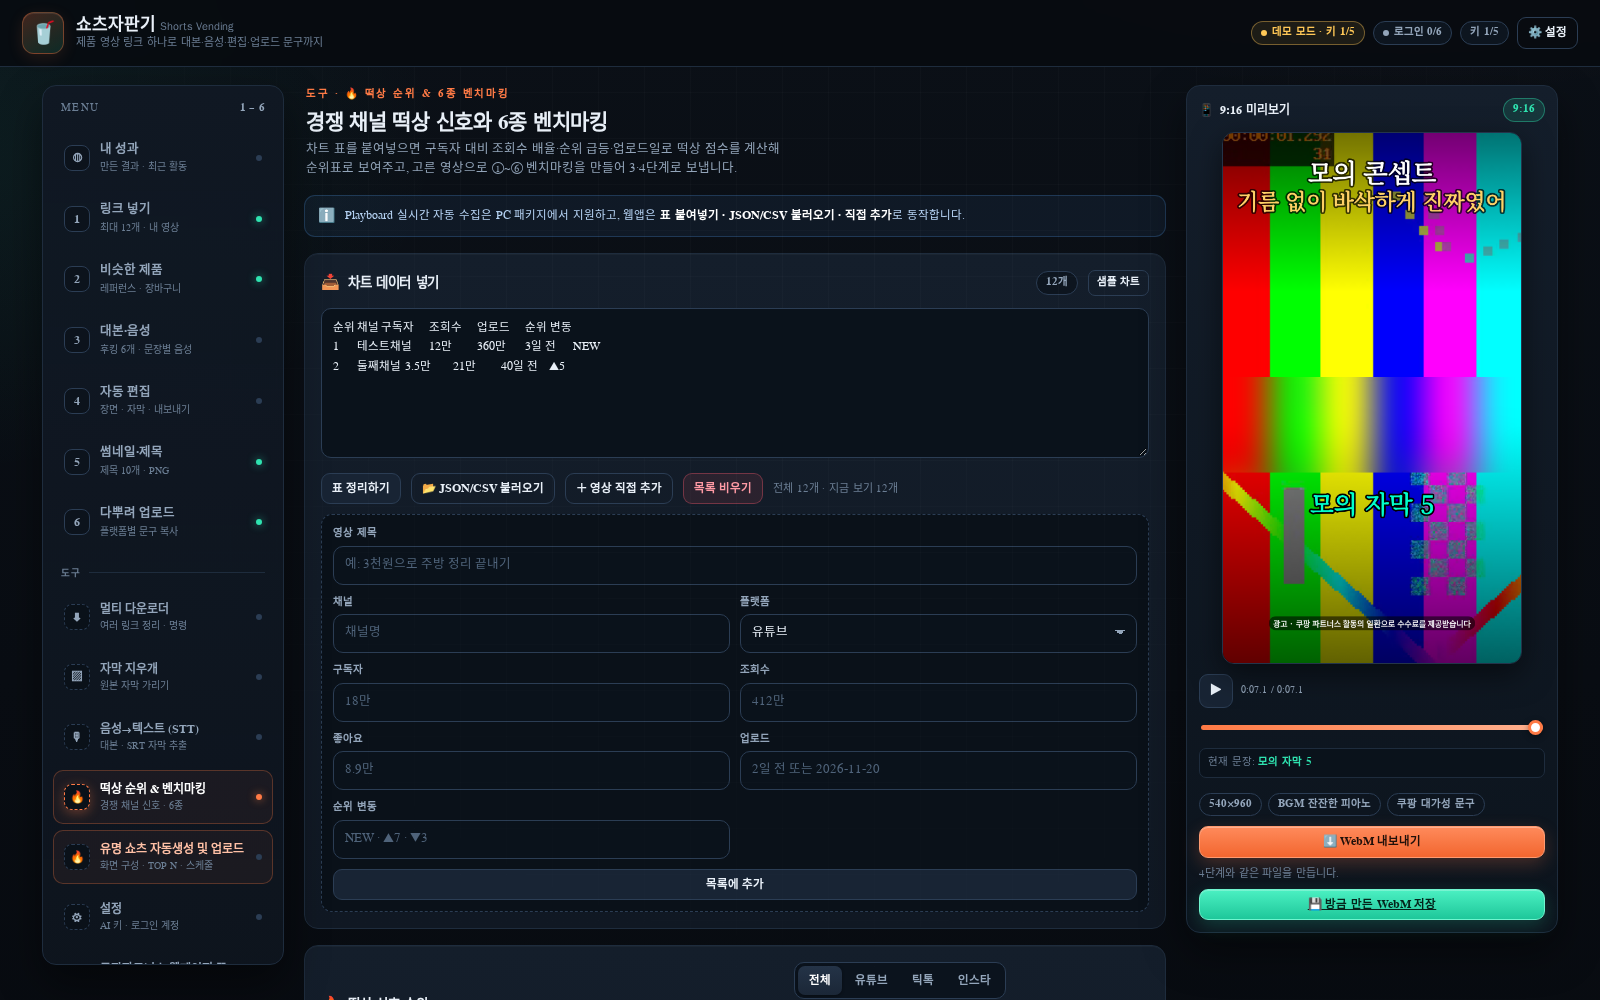 쇼츠자판기 Shorts Vending
제품 영상 링크 하나로 대본·음성·편집·업로드 문구까지
데모 모드 · 키 1/5
로그인 0/6
키 1/5
설정
MENU
1 – 6
내 성과
만든 결과 · 최근 활동
1
링크 넣기
최대 12개 · 내 영상
2
비슷한 제품
레퍼런스 · 장바구니
3
대본·음성
후킹 6개 · 문장별 음성
4
자동 편집
장면 · 자막 · 내보내기
5
썸네일·제목
제목 10개 · PNG
6
다뿌려 업로드
플랫폼별 문구 복사
도구
멀티 다운로더
여러 링크 정리 · 명령
자막 지우개
원본 자막 가리기
음성→텍스트 (STT)
대본 · SRT 자막 추출
떡상 순위 & 벤치마킹
경쟁 채널 신호 · 6종
유명 쇼츠 자동생성 및 업로드
화면 구성 · TOP N · 스케줄
설정
AI 키 · 로그인 계정
도구 · 🔥 떡상 순위 & 6종 벤치마킹
경쟁 채널 떡상 신호와 6종 벤치마킹
차트 표를 붙여넣으면 구독자 대비 조회수 배율·순위 급등·업로드일로 떡상 점수를 계산해
순위표로 보여주고, 고른 영상으로 ①~⑥ 벤치마킹을 만들어 3·4단계로 보냅니다.
Playboard 실시간 자동 수집은 PC 패키지에서 지원하고, 웹앱은 표 붙여넣기 · JSON/CSV 불러오기 · 직접 추가로 동작합니다.
차트 데이터 넣기
12개
샘플 차트
순위 채널 구독자 조회수 업로드 순위 변동
1 테스트채널 12만 360만 3일 전 NEW
2 둘째채널 3.5만 21만 40일 전 ▲5
표 정리하기
📂 JSON/CSV 불러오기
＋ 영상 직접 추가
목록 비우기
전체 12개 · 지금 보기 12개
영상 제목
예: 3천원으로 주방 정리 끝내기
채널
플랫폼
채널명
유튜브
구독자
조회수
18만
412만
좋아요
업로드
8.9만
2일 전 또는 2026-11-20
순위 변동
NEW · ▲7 · ▼3
목록에 추가
전체
유튜브
틱톡
인스타
9:16 미리보기
9:16
00:00:01.292
31
모의 콘셉트
기름 없이 바삭하게 진짜였어
모의 자막 5
광고 · 쿠팡 파트너스 활동의 일환으로 수수료를 제공받습니다
0:07.1 / 0:07.1
현재 문장: 모의 자막 5
540×960
BGM 잔잔한 피아노
쿠팡 대가성 문구
⬇️ WebM 내보내기
4단계와 같은 파일을 만듭니다.
💾 방금 만든 WebM 저장